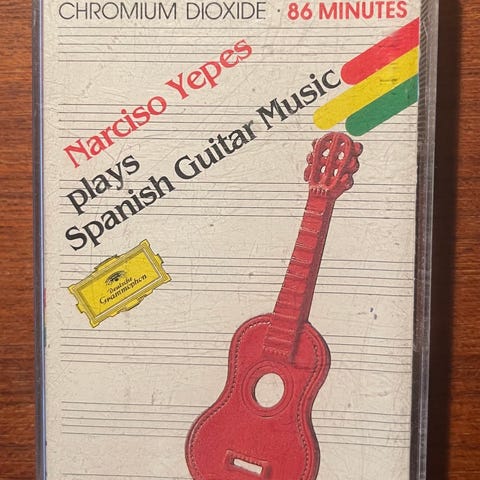 CHROMIUM DIOXIDE · 86 MINUTES
Narciso Yepes
plays
Spanish Guitar Music
Deutsche
Grammophon